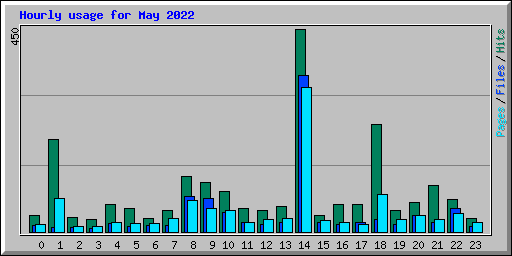 Hourly usage for May 2022
450
Pages / Files / Hits
0 1 2 3 4 5 6 7 8 9 10 11 12 13 14 15 16 17 18 19 20 21 22 23